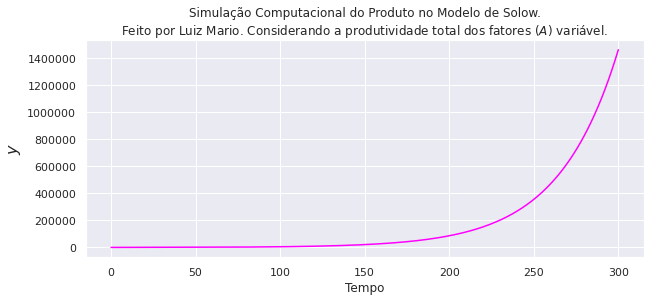 Simulação Computacional do Produto no Modelo de Solow.
Feito por Luiz Mario. Considerando a produtividade total dos fatores (A) variável.
1400000
1200000
1000000
800000
600000
400000
200000
0
y
0 50 100 150 200 250 300
Tempo